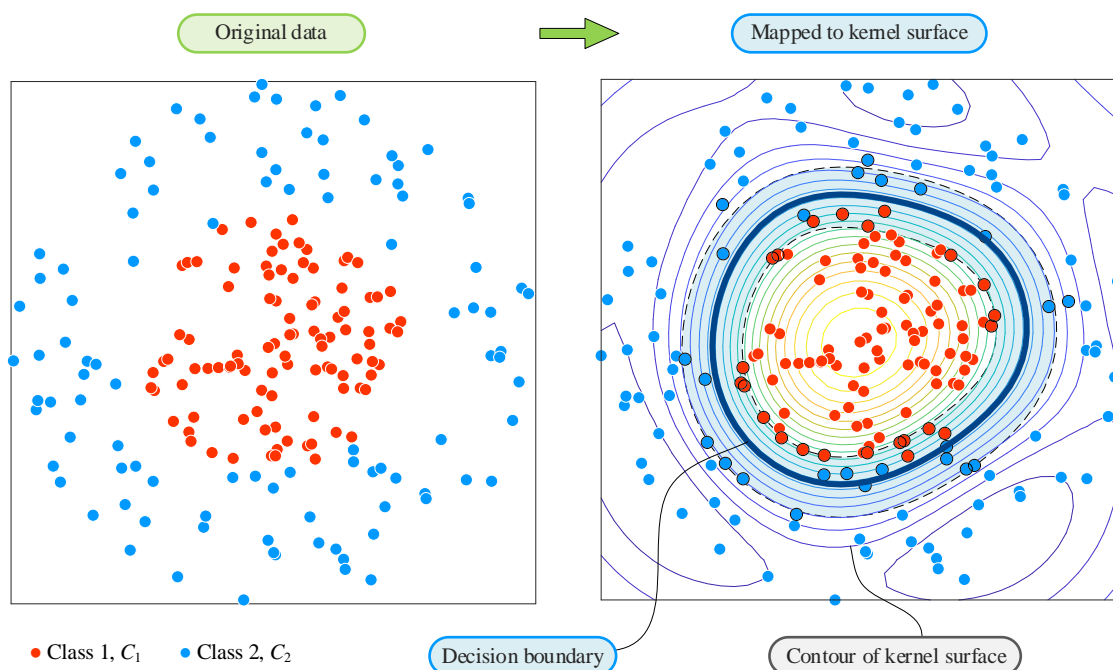 Original data
Mapped to kernel surface
Class 1, C₁
Class 2, C₂
Decision boundary
Contour of kernel surface